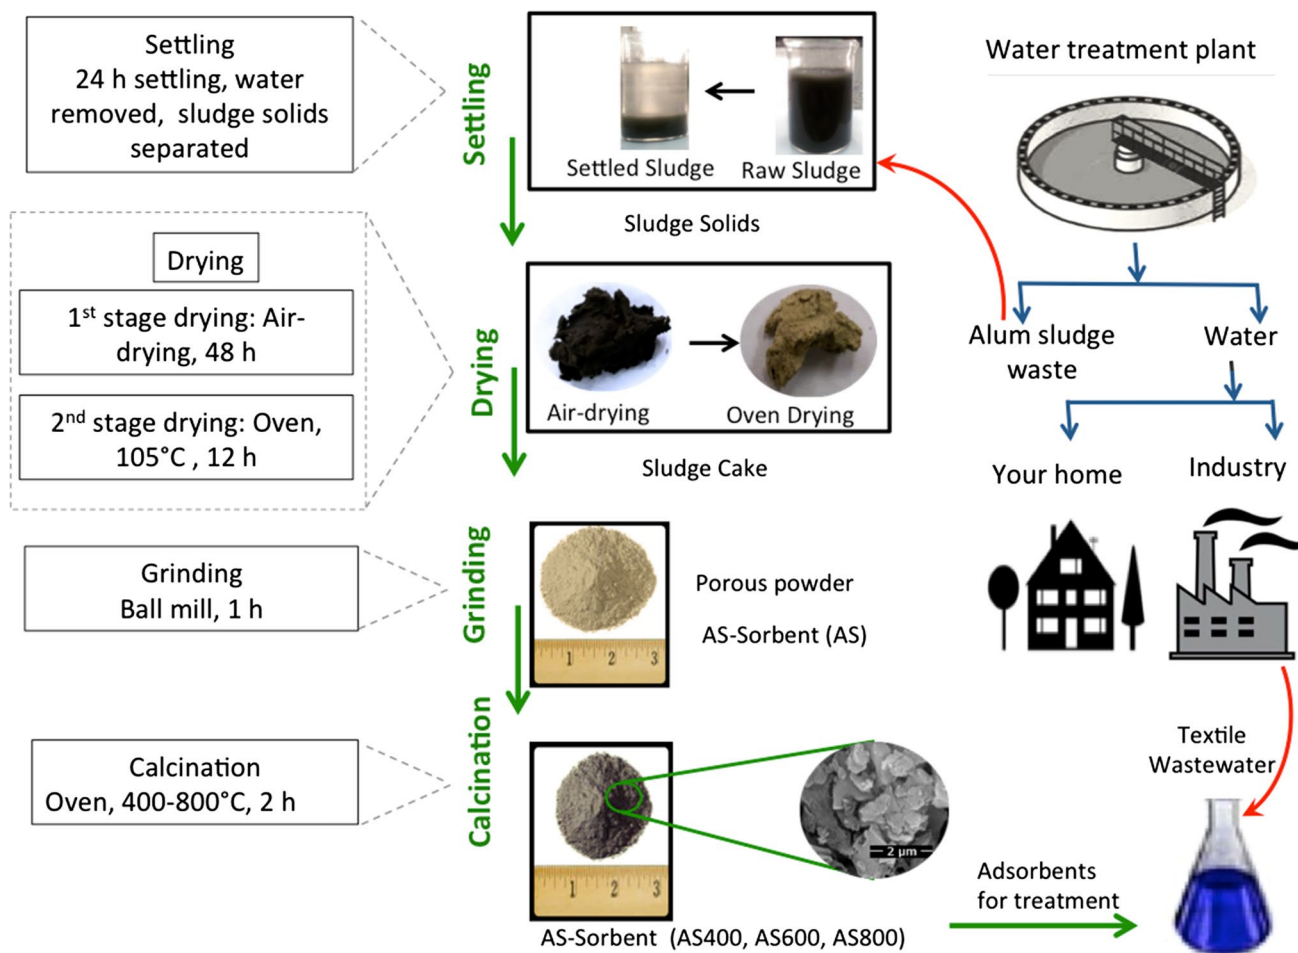 Settling
24 h settling, water
removed, sludge solids
separated
Drying
1st stage drying: Air-
drying, 48 h
2nd stage drying: Oven,
105°C , 12 h
Grinding
Ball mill, 1 h
Calcination
Oven, 400-800°C, 2 h
Settling
Settled Sludge
Raw Sludge
Sludge Solids
Drying
Air-drying
Oven Drying
Sludge Cake
Grinding
1 2 3
Porous powder
AS-Sorbent (AS)
Calcination
1 2 3
2 µm
AS-Sorbent (AS400, AS600, AS800)
Water treatment plant
Alum sludge
waste
Water
Your home
Industry
Textile
Wastewater
Adsorbents
for treatment